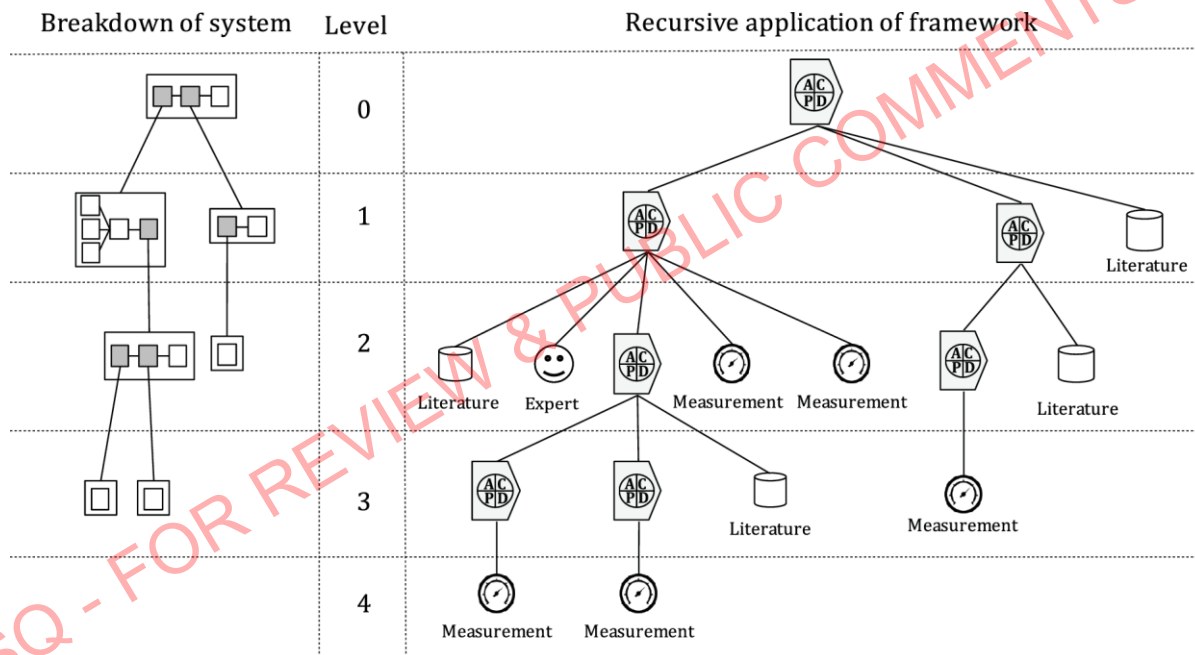 Breakdown of system Level Recursive application of framework
0
A C
P D
1
A C
P D
A C
P D
Literature
2
A C
P D
A C
P D
Literature Expert Measurement Measurement Literature
3
A C
P D
A C
P D
Literature Measurement
4
Measurement Measurement
SQ - FOR REVIEW & PUBLIC COMMENTS